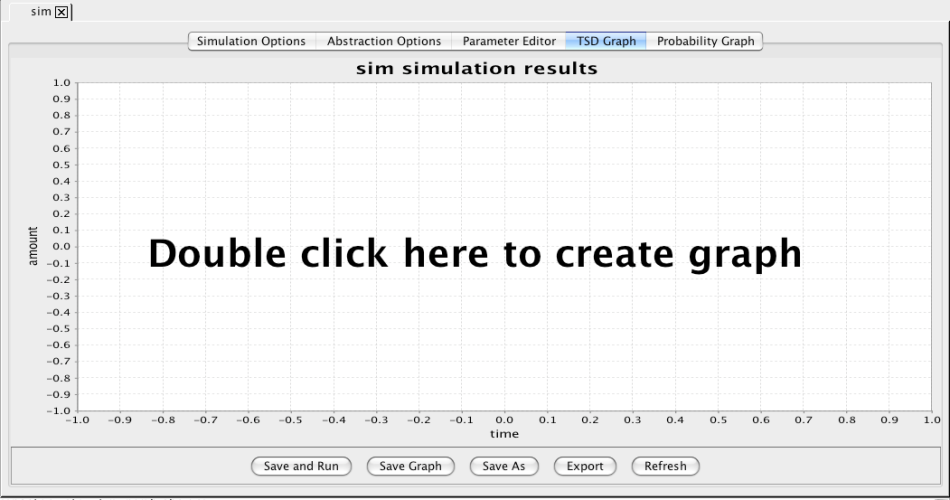 sim
Simulation Options Abstraction Options Parameter Editor TSD Graph Probability Graph
sim simulation results
1.0
0.9
0.8
0.7
0.6
0.5
0.4
0.3
0.2
0.1
0.0
-0.1
-0.2
-0.3
-0.4
-0.5
-0.6
-0.7
-0.8
-0.9
-1.0
amount
Double click here to create graph
-1.0 -0.9 -0.8 -0.7 -0.6 -0.5 -0.4 -0.3 -0.2 -0.1 0.0 0.1 0.2 0.3 0.4 0.5 0.6 0.7 0.8 0.9 1.0
time
Save and Run Save Graph Save As Export Refresh